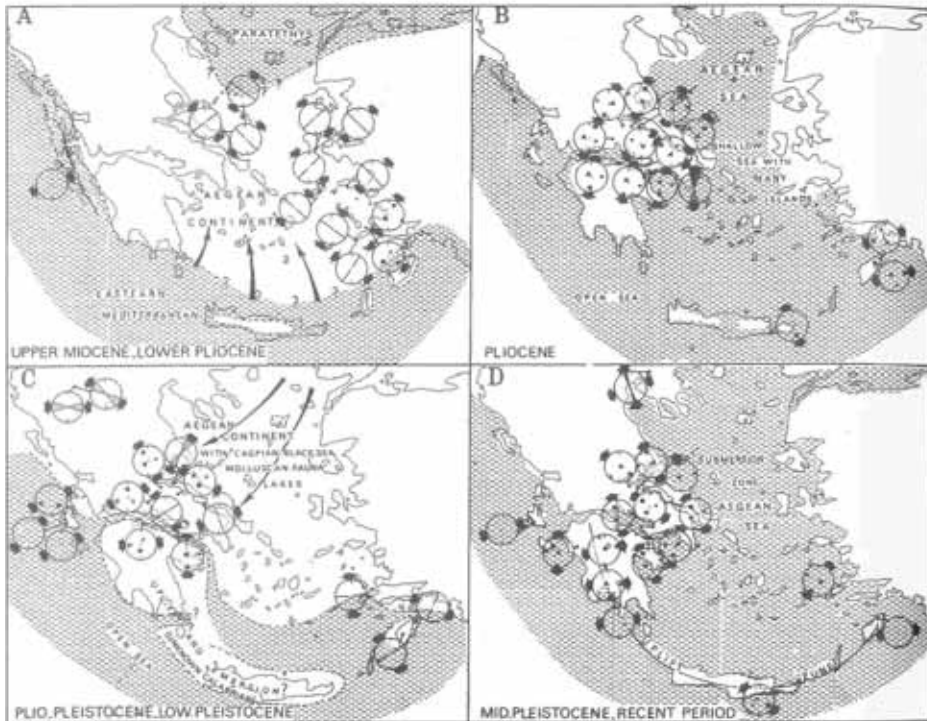 A
PARATETHYS
AEGEAN
CONTINENT
EASTERN
MEDITERRANEAN
UPPER MIOCENE, LOWER PLIOCENE
B
AEGEAN
SEA
SHALLOW
SEA WITH
MANY
ISLANDS
OPEN SEA
PLIOCENE
C
AEGEAN
CONTINENT
WITH CASPIAN BLACK SEA
MOLLUSCAN FAUNA
LAKES
OPEN SEA
PLIO, PLEISTOCENE, LOW PLEISTOCENE
D
SUBMERSION
ZONE
AEGEAN
SEA
UPLIFT
ZONE
MID. PLEISTOCENE, RECENT PERIOD